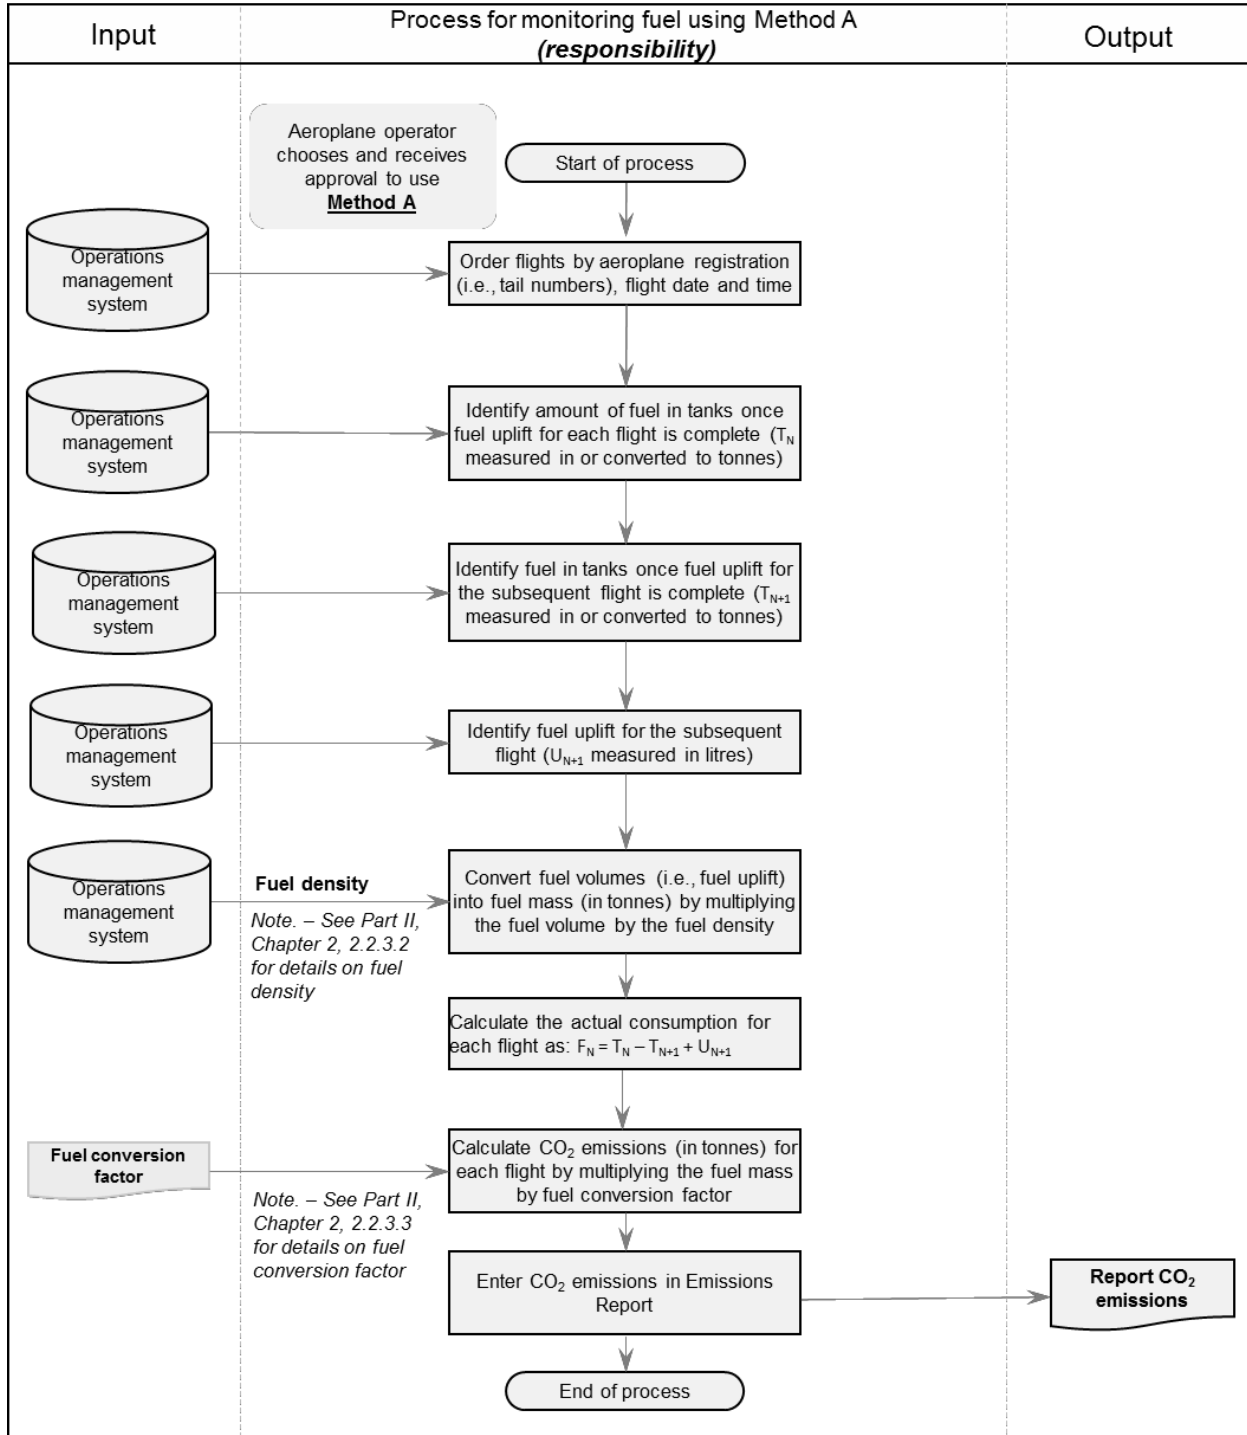 Input
Process for monitoring fuel using Method A
(responsibility)
Output
Aeroplane operator
chooses and receives
approval to use
Method A
Start of process
Operations
management
system
Order flights by aeroplane registration
(i.e., tail numbers), flight date and time
Operations
management
system
Identify amount of fuel in tanks once
fuel uplift for each flight is complete (T_N
measured in or converted to tonnes)
Operations
management
system
Identify fuel in tanks once fuel uplift for
the subsequent flight is complete (T_N+1
measured in or converted to tonnes)
Operations
management
system
Identify fuel uplift for the subsequent
flight (U_N+1 measured in litres)
Operations
management
system
Fuel density
Note. – See Part II,
Chapter 2, 2.2.3.2
for details on fuel
density
Convert fuel volumes (i.e., fuel uplift)
into fuel mass (in tonnes) by multiplying
the fuel volume by the fuel density
Calculate the actual consumption for
each flight as: F_N = T_N – T_N+1 + U_N+1
Fuel conversion
factor
Note. – See Part II,
Chapter 2, 2.2.3.3
for details on fuel
conversion factor
Calculate CO₂ emissions (in tonnes) for
each flight by multiplying the fuel mass
by fuel conversion factor
Enter CO₂ emissions in Emissions
Report
Report CO₂
emissions
End of process